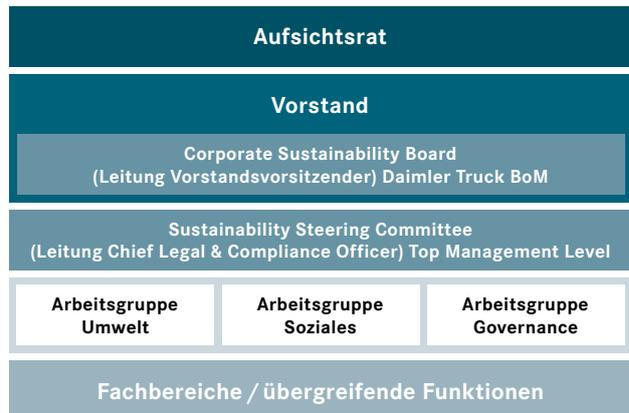 Aufsichtsrat
Vorstand
Corporate Sustainability Board
(Leitung Vorstandsvorsitzender) Daimler Truck BoM
Sustainability Steering Committee
(Leitung Chief Legal & Compliance Officer) Top Management Level
Arbeitsgruppe
Umwelt
Arbeitsgruppe
Soziales
Arbeitsgruppe
Governance
Fachbereiche / übergreifende Funktionen